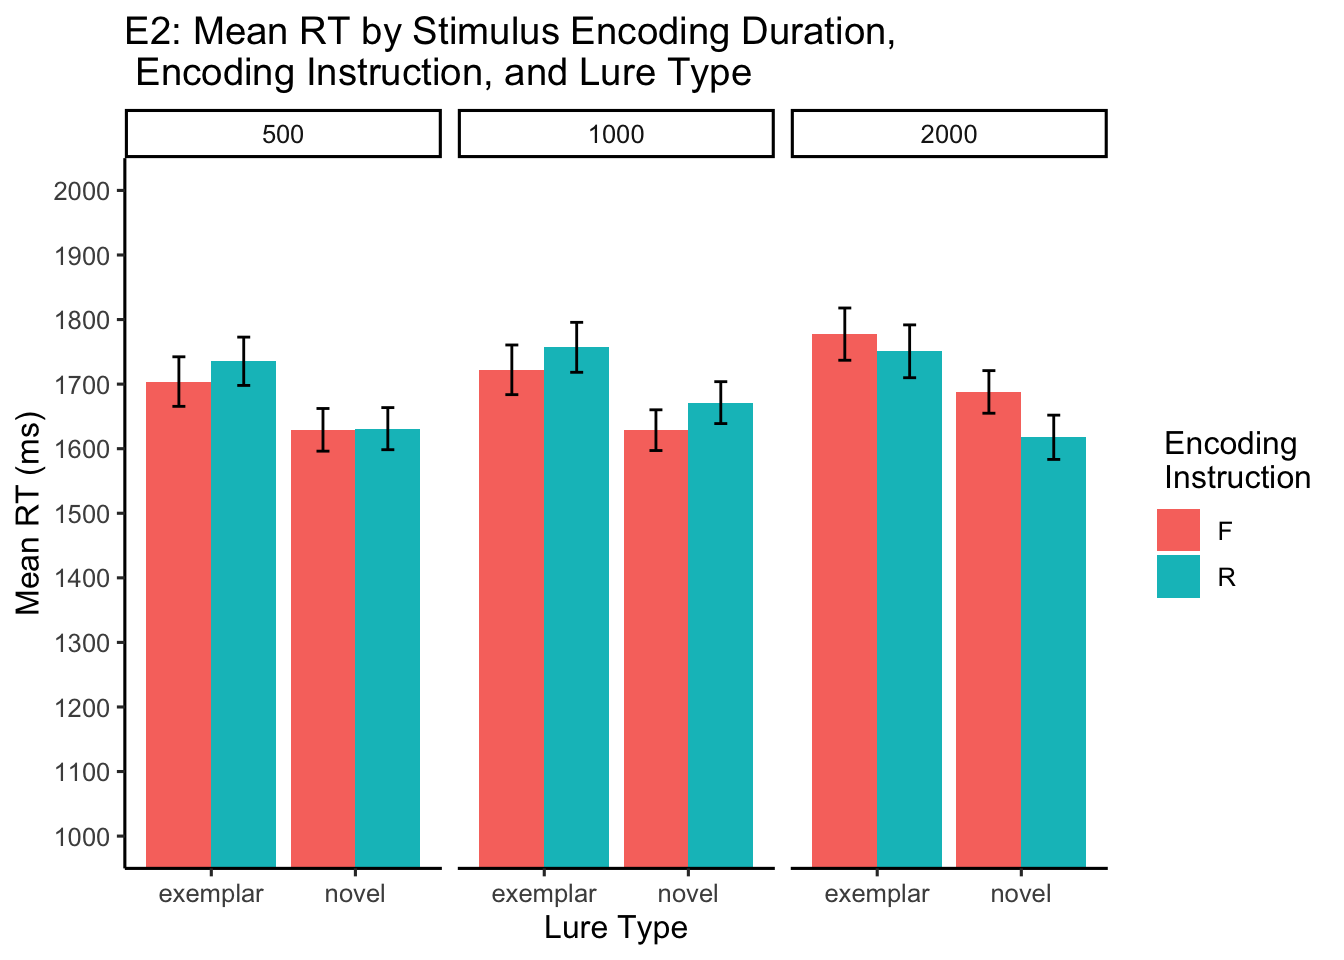 E2: Mean RT by Stimulus Encoding Duration,
Encoding Instruction, and Lure Type
500
1000
2000
Mean RT (ms)
2000
1900
1800
1700
1600
1500
1400
1300
1200
1100
1000
exemplar
novel
exemplar
novel
exemplar
novel
Lure Type
Encoding
Instruction
F
R